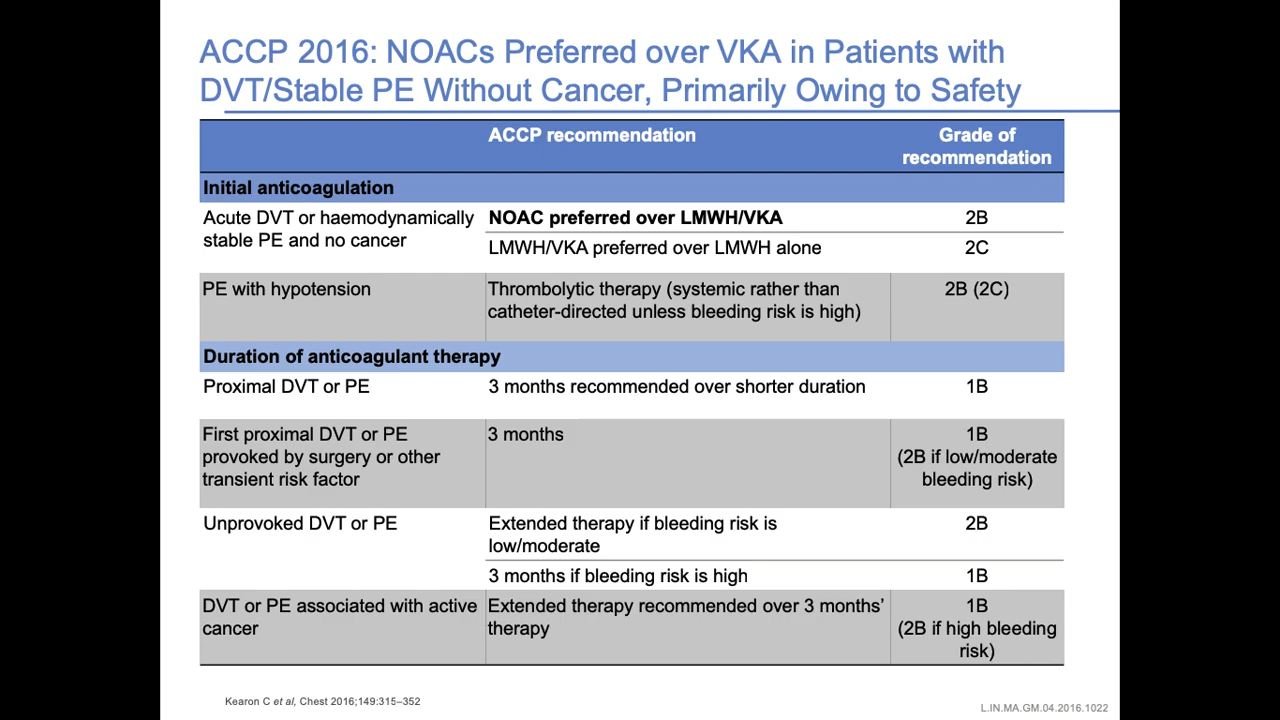 ACCP 2016: NOACs Preferred over VKA in Patients with
DVT/Stable PE Without Cancer, Primarily Owing to Safety
ACCP recommendation
Grade of
recommendation
Initial anticoagulation
Acute DVT or haemodynamically
stable PE and no cancer
NOAC preferred over LMWH/VKA
2B
LMWH/VKA preferred over LMWH alone
2C
PE with hypotension
Thrombolytic therapy (systemic rather than
catheter-directed unless bleeding risk is high)
2B (2C)
Duration of anticoagulant therapy
Proximal DVT or PE
3 months recommended over shorter duration
1B
First proximal DVT or PE
provoked by surgery or other
transient risk factor
3 months
1B
(2B if low/moderate
bleeding risk)
Unprovoked DVT or PE
Extended therapy if bleeding risk is
low/moderate
2B
3 months if bleeding risk is high
1B
DVT or PE associated with active
cancer
Extended therapy recommended over 3 months’
therapy
1B
(2B if high bleeding
risk)
Kearon C et al, Chest 2016;149:315–352
L.IN.MA.GM.04.2016.1022